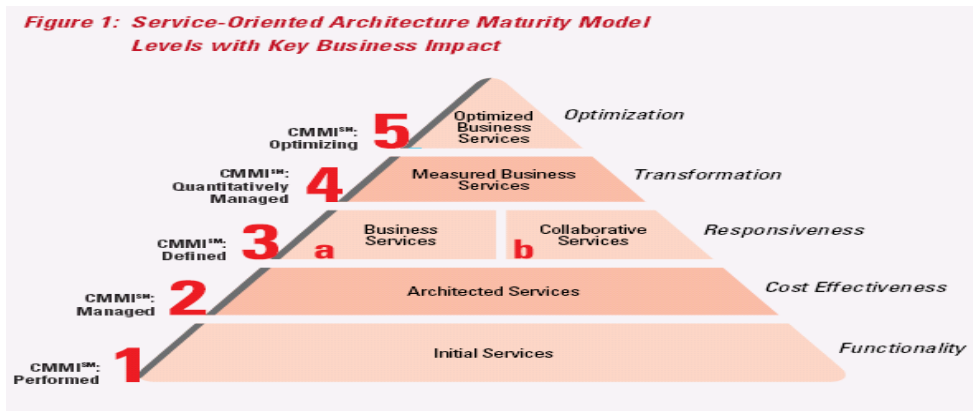 Figure 1: Service-Oriented Architecture Maturity Model
Levels with Key Business Impact
CMMI℠:
Optimizing
5
Optimized
Business
Services
Optimization
CMMI℠:
Quantitatively
Managed
4
Measured Business
Services
Transformation
CMMI℠:
Defined
3
a
Business
Services
b
Collaborative
Services
Responsiveness
CMMI℠:
Managed
2
Architected Services
Cost Effectiveness
CMMI℠:
Performed
1
Initial Services
Functionality